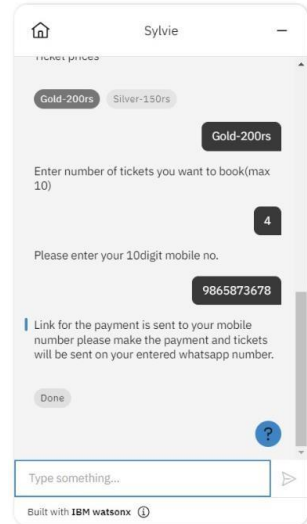 Sylvie
Ticket prices
Gold-200rs Silver-150rs
Gold-200rs
Enter number of tickets you want to book(max
10)
4
Please enter your 10digit mobile no.
9865873678
Link for the payment is sent to your mobile
number please make the payment and tickets
will be sent on your entered whatsapp number.
Done
?
Type something...
Built with IBM watsonx